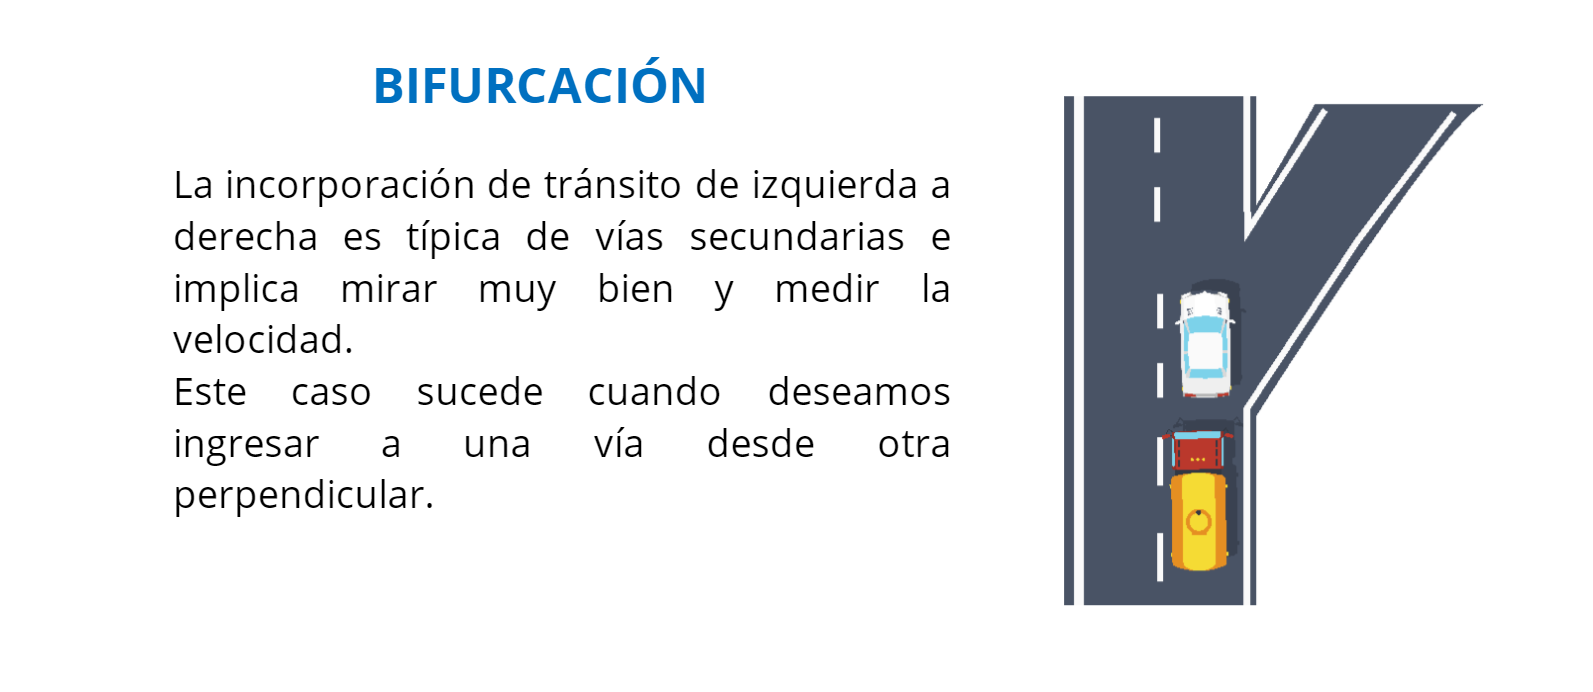 BIFURCACIÓN
La incorporación de tránsito de izquierda a
derecha es típica de vías secundarias e
implica mirar muy bien y medir la
velocidad.
Este caso sucede cuando deseamos
ingresar a una vía desde otra
perpendicular.